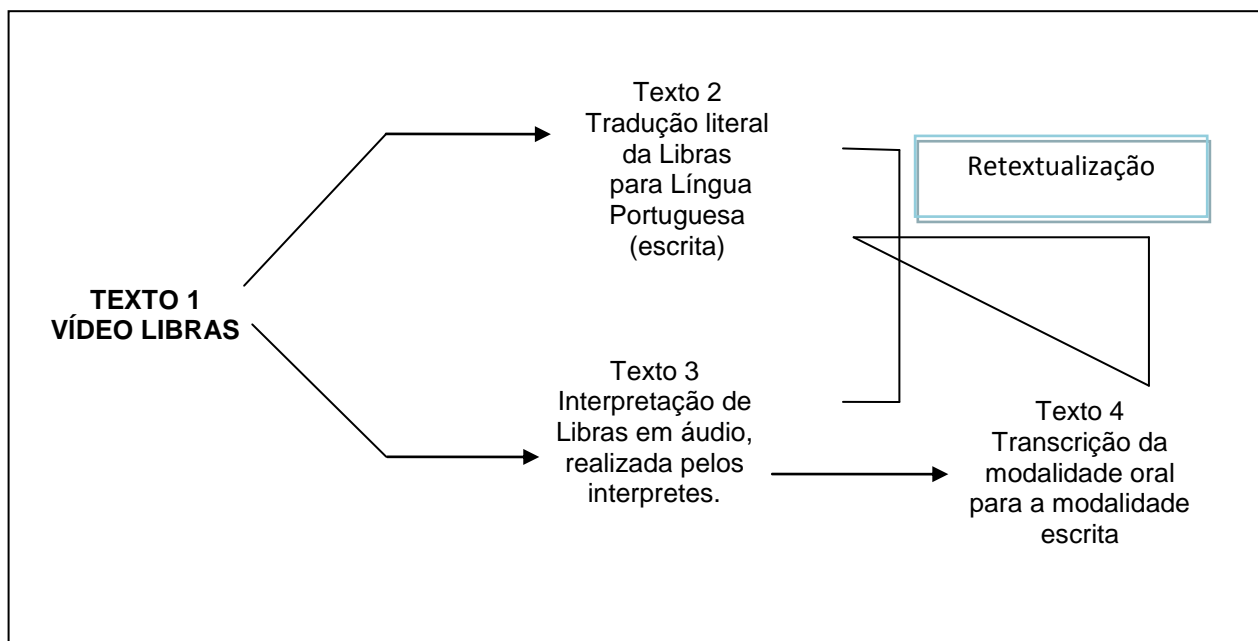 Texto 2
Tradução literal
da Libras
para Língua
Portuguesa
(escrita)
Retextualização
TEXTO 1
VÍDEO LIBRAS
Texto 3
Interpretação de
Libras em áudio,
realizada pelos
interpretes.
Texto 4
Transcrição da
modalidade oral
para a modalidade
escrita